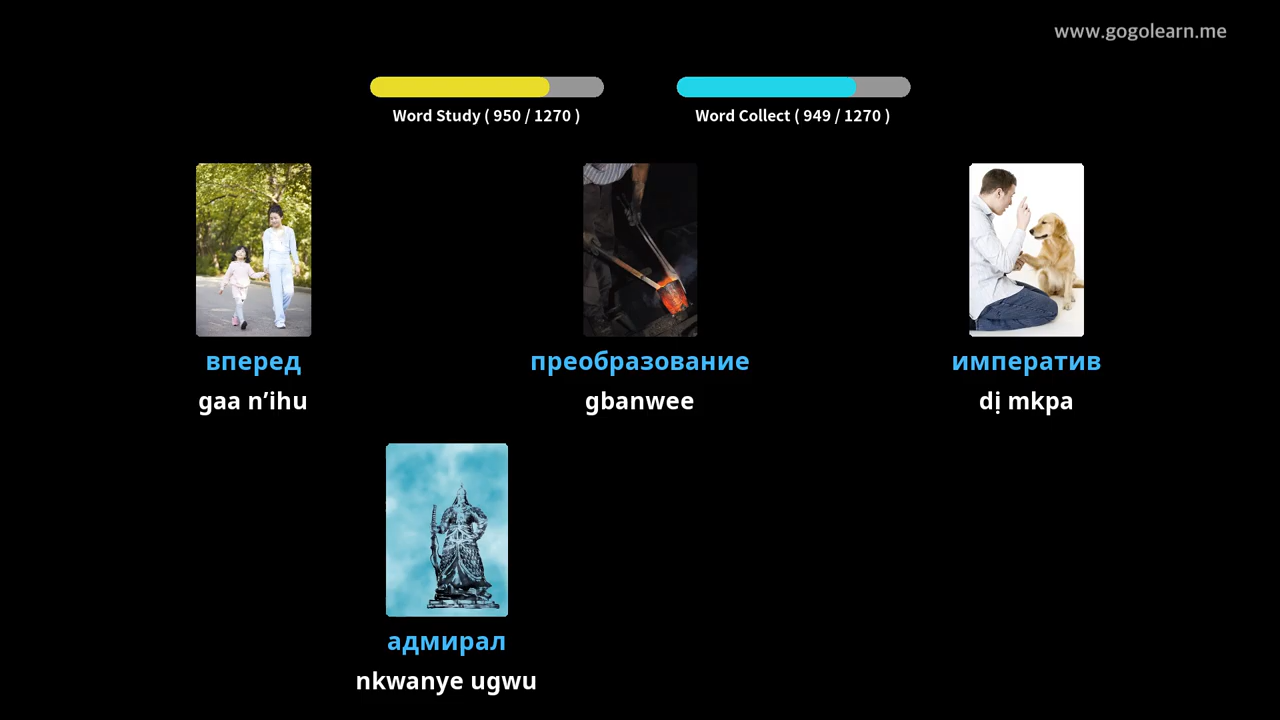 www.gogolearn.me
Word Study ( 950 / 1270 )
Word Collect ( 949 / 1270 )
вперед
gaa n’ihu
преобразование
gbanwee
императив
dị mkpa
адмирал
nkwanye ugwu